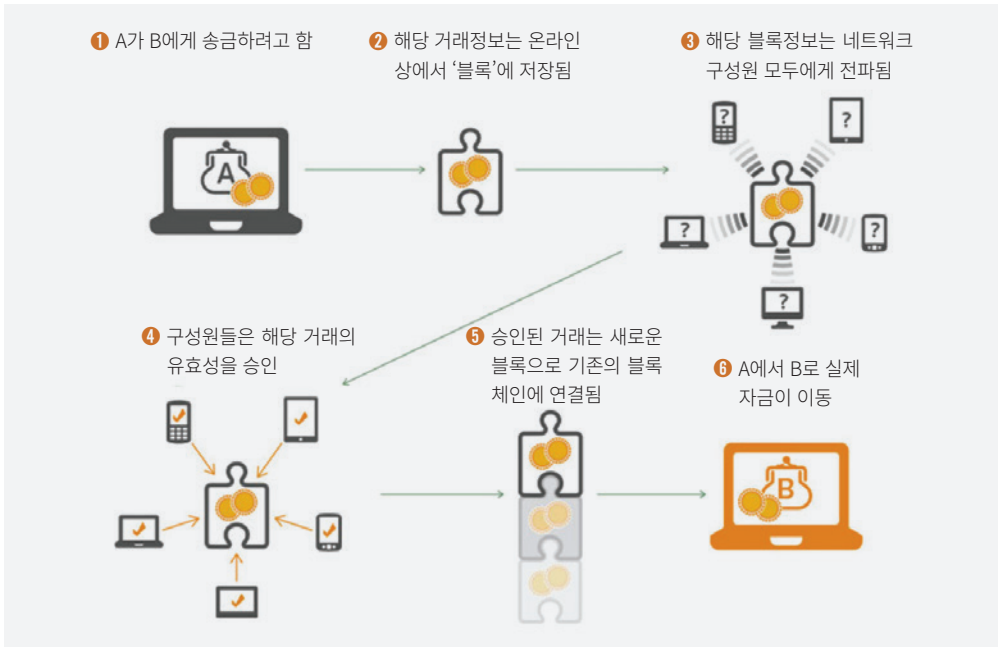 ❶ A가 B에게 송금하려고 함
❷ 해당 거래정보는 온라인
상에서 ‘블록’에 저장됨
❸ 해당 블록정보는 네트워크
구성원 모두에게 전파됨
A
?
?
?
?
?
❹ 구성원들은 해당 거래의
유효성을 승인
❺ 승인된 거래는 새로운
블록으로 기존의 블록
체인에 연결됨
❻ A에서 B로 실제
자금이 이동
B